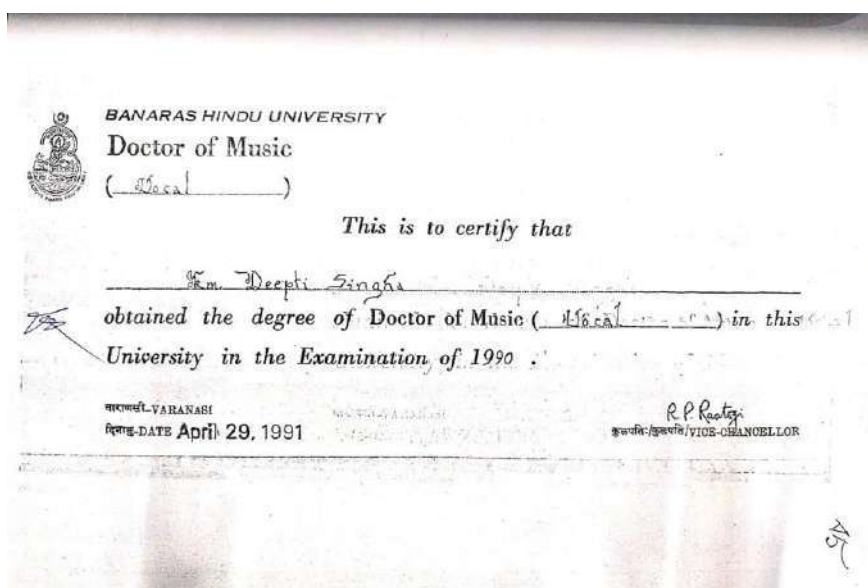 BANARAS HINDU UNIVERSITY
Doctor of Music
( Vocal )
This is to certify that
Km. Deepti Singh
obtained the degree of Doctor of Music ( Vocal ) in this
University in the Examination of 1990 .
वाराणसी-VARANASI
दिनाङ्क-DATE April 29, 1991
R P Rastogi
कुलपतिः/कुलपति/VICE-CHANCELLOR